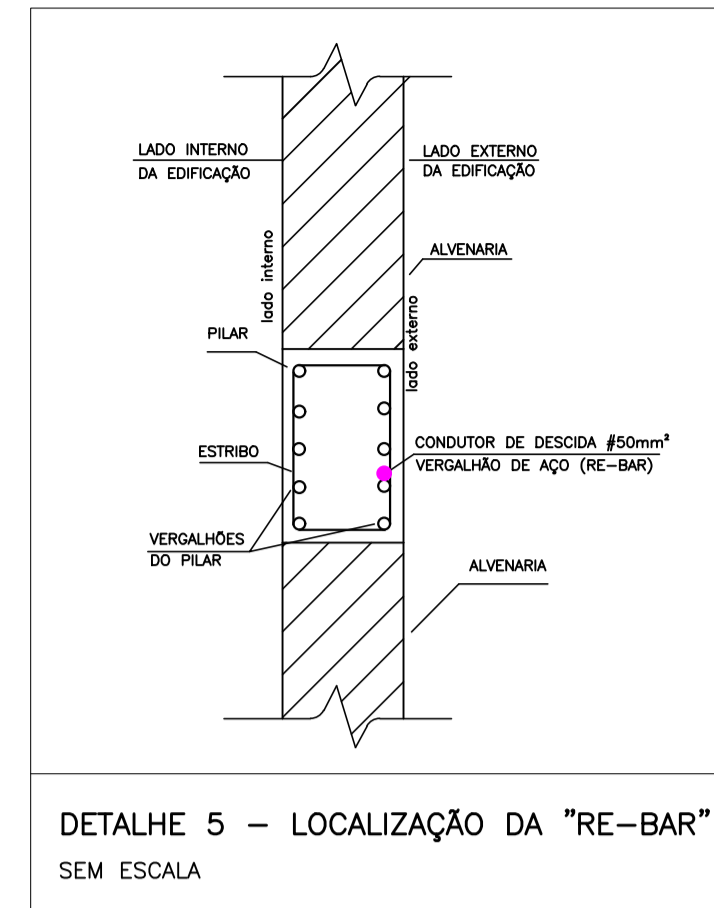 LADO INTERNO
DA EDIFICAÇÃO
LADO EXTERNO
DA EDIFICAÇÃO
lado interno
ALVENARIA
lado externo
PILAR
ESTRIBO
CONDUTOR DE DESCIDA #50mm²
VERGALHÃO DE AÇO (RE-BAR)
VERGALHÕES
DO PILAR
ALVENARIA
DETALHE 5 – LOCALIZAÇÃO DA "RE-BAR"
SEM ESCALA